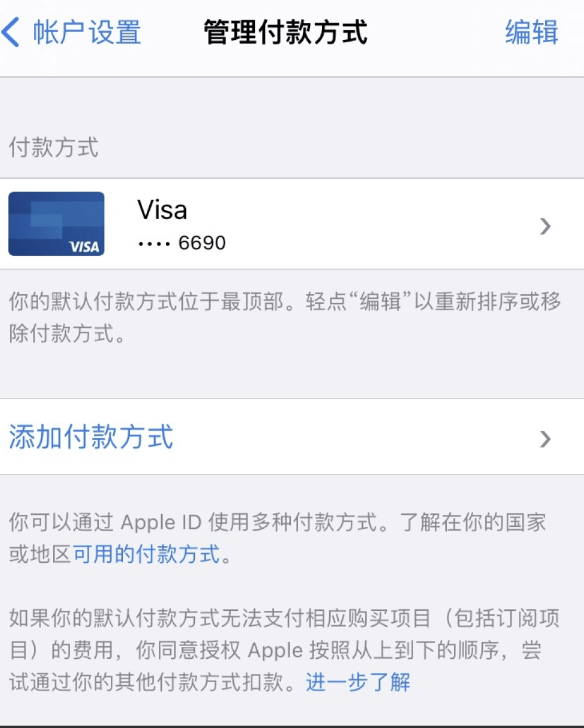 帐户设置 管理付款方式 编辑
付款方式
Visa
VISA
•••• 6690
你的默认付款方式位于最顶部。轻点“编辑”以重新排序或移
除付款方式。
添加付款方式
你可以通过 Apple ID 使用多种付款方式。了解在你的国家
或地区可用的付款方式。
如果你的默认付款方式无法支付相应购买项目（包括订阅项
目）的费用，你同意授权 Apple 按照从上到下的顺序，尝
试通过你的其他付款方式扣款。进一步了解